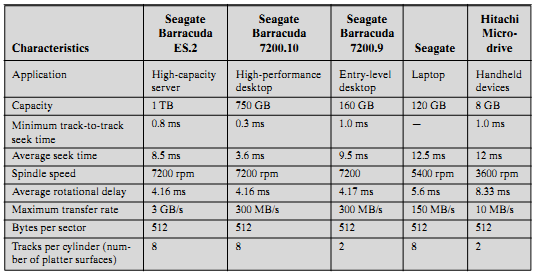 Characteristics | Seagate Barracuda ES.2 | Seagate Barracuda 7200.10 | Seagate Barracuda 7200.9 | Seagate | Hitachi Micro-drive
Application | High-capacity server | High-performance desktop | Entry-level desktop | Laptop | Handheld devices
Capacity | 1 TB | 750 GB | 160 GB | 120 GB | 8 GB
Minimum track-to-track seek time | 0.8 ms | 0.3 ms | 1.0 ms | — | 1.0 ms
Average seek time | 8.5 ms | 3.6 ms | 9.5 ms | 12.5 ms | 12 ms
Spindle speed | 7200 rpm | 7200 rpm | 7200 | 5400 rpm | 3600 rpm
Average rotational delay | 4.16 ms | 4.16 ms | 4.17 ms | 5.6 ms | 8.33 ms
Maximum transfer rate | 3 GB/s | 300 MB/s | 300 MB/s | 150 MB/s | 10 MB/s
Bytes per sector | 512 | 512 | 512 | 512 | 512
Tracks per cylinder (number of platter surfaces) | 8 | 8 | 2 | 8 | 2